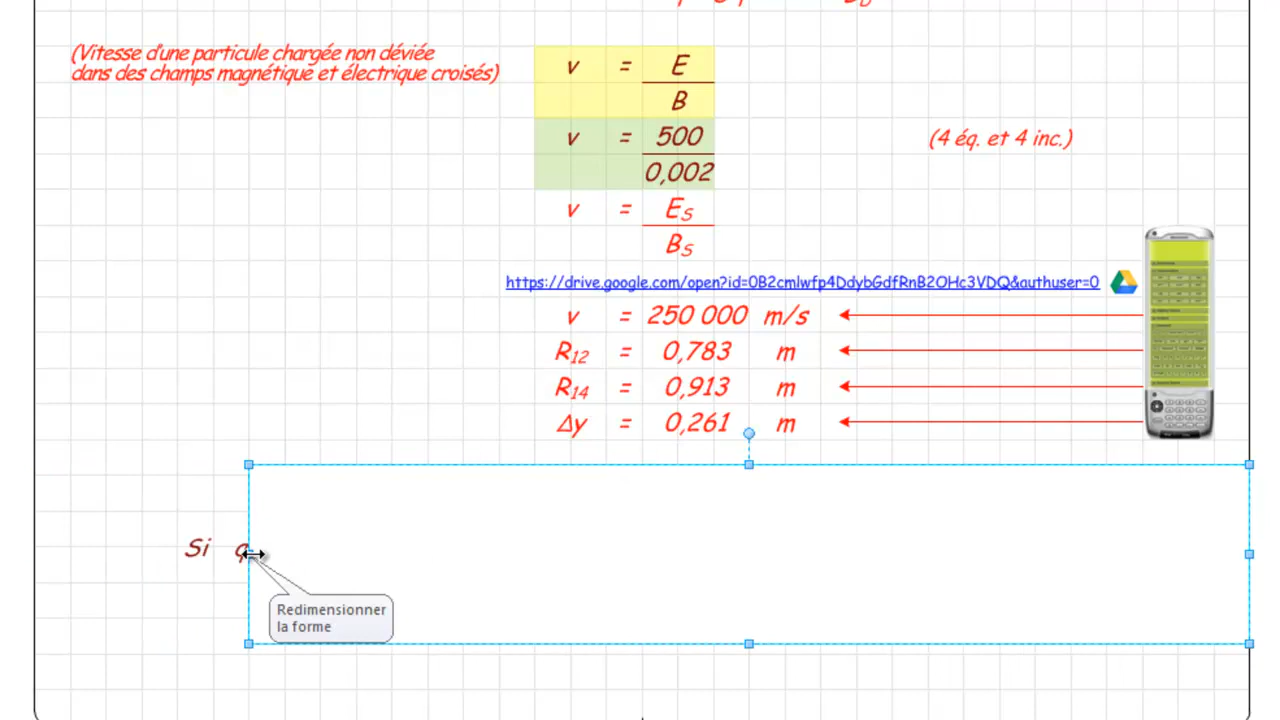 (Vitesse d'une particule chargée non déviée
dans des champs magnétique et électrique croisés)
v = E
B
v = 500
0,002
(4 éq. et 4 inc.)
v = ES
BS
https://drive.google.com/open?id=0B2cmlwfp4DdybGdfRnB2OHc3VDQ&authuser=0
v = 250 000 m/s
R12 = 0,783 m
R14 = 0,913 m
Δy = 0,261 m
Si
Redimensionner
la forme